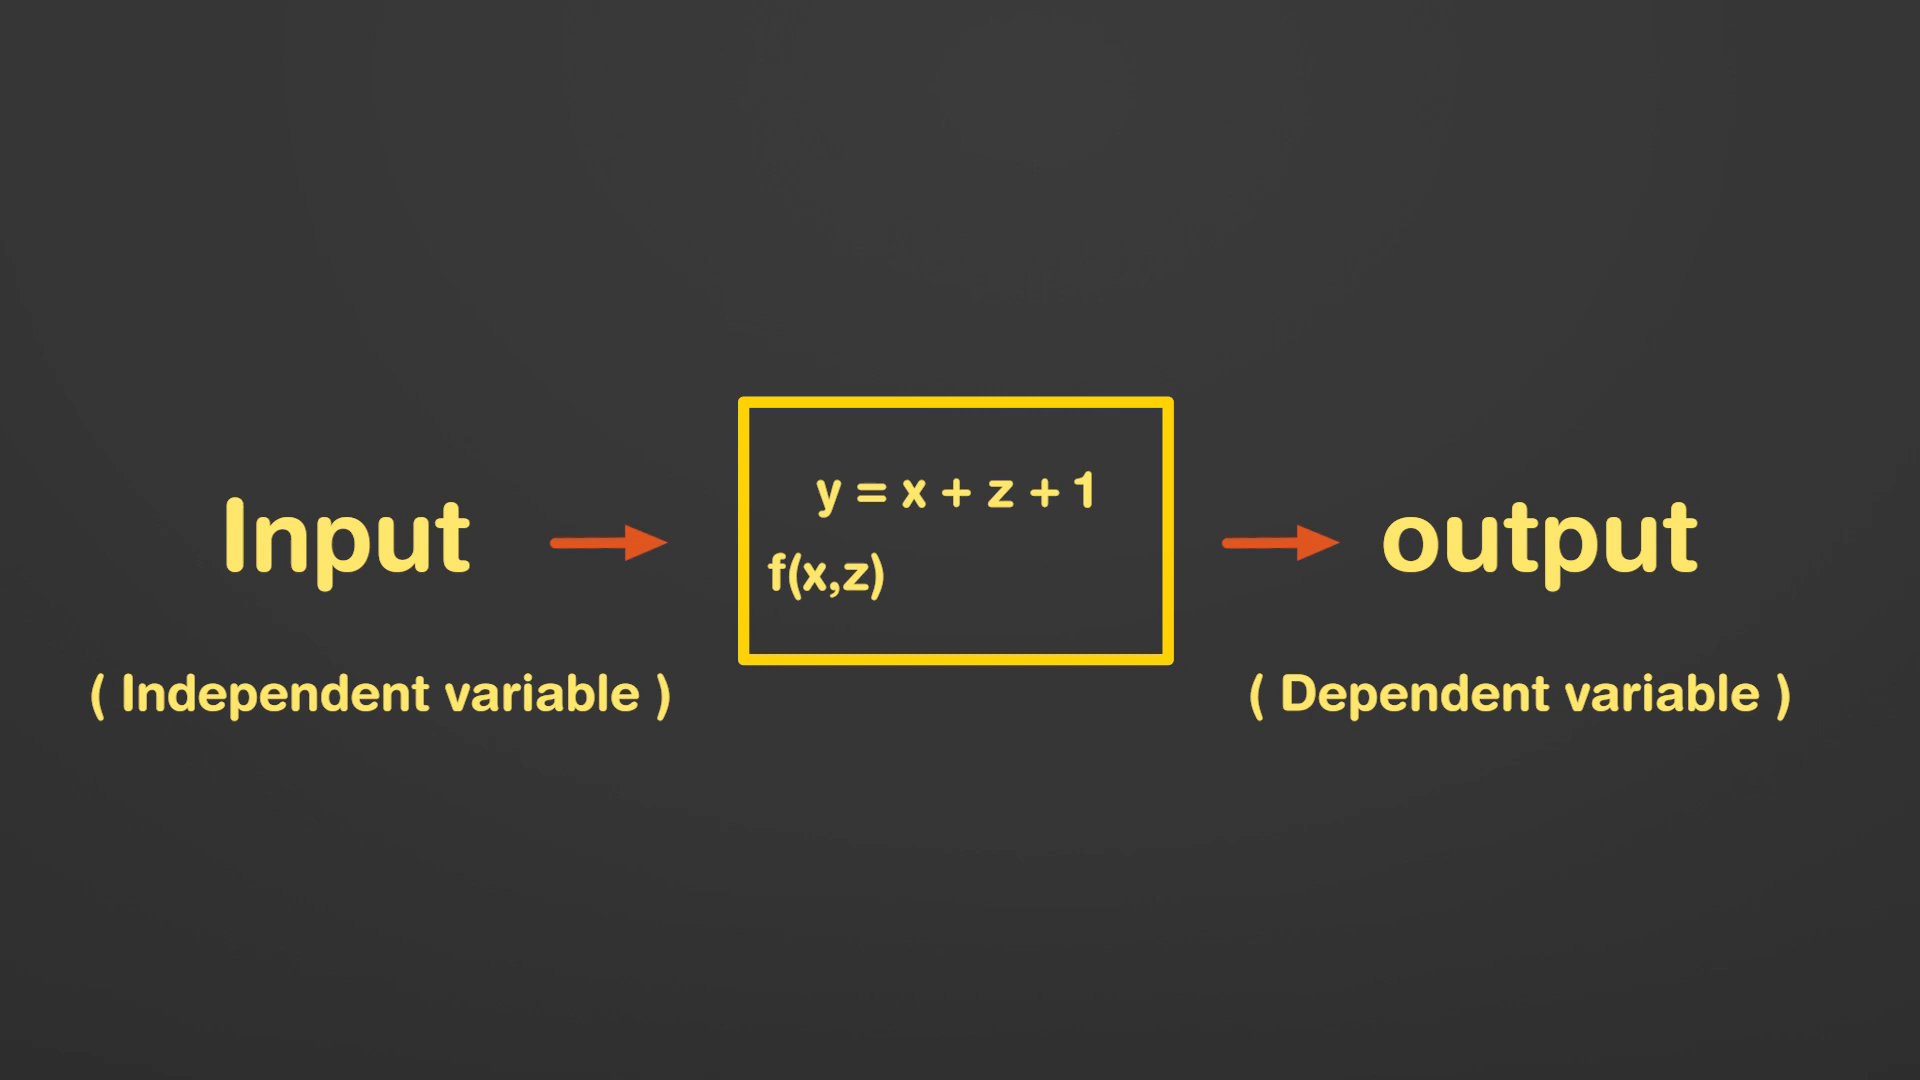 y = x + z + 1
Input
output
f(x,z)
( Independent variable )
( Dependent variable )